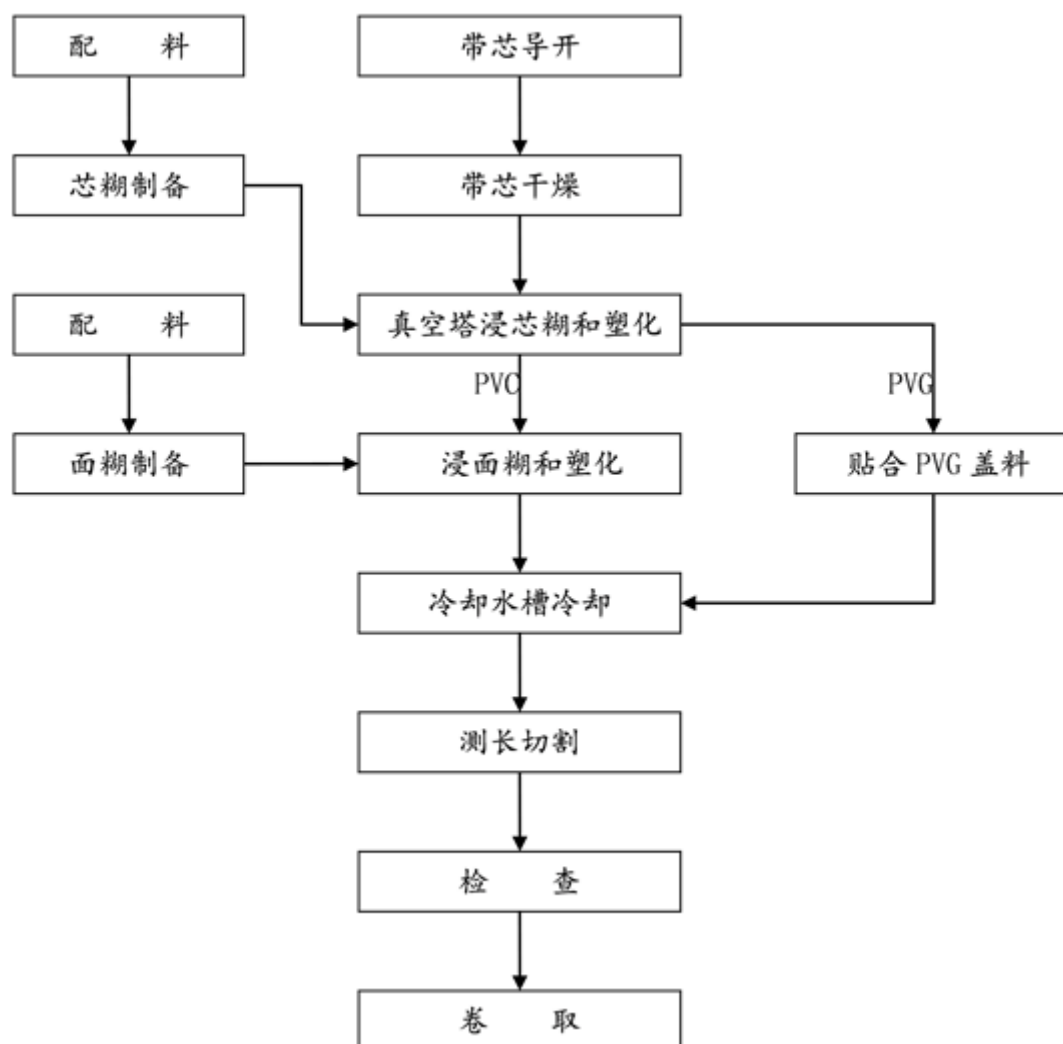 配 料
带芯导开
芯糊制备
带芯干燥
配 料
真空塔浸芯糊和塑化
PVC
PVG
面糊制备
浸面糊和塑化
贴合 PVG 盖料
冷却水槽冷却
测长切割
检 查
卷 取